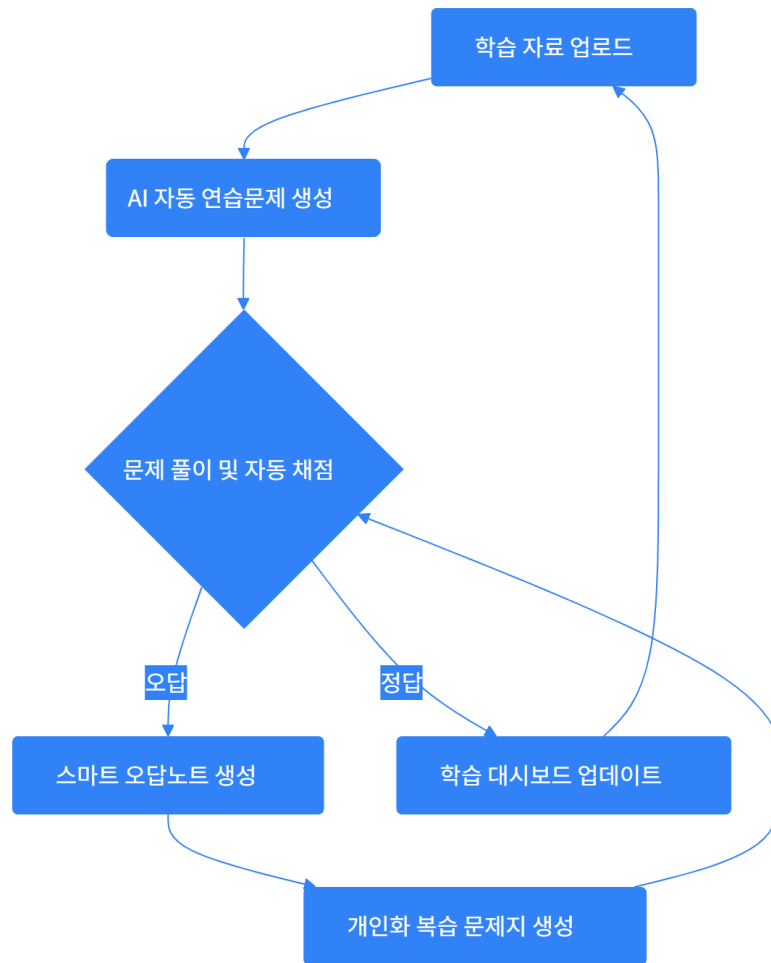 학습 자료 업로드
AI 자동 연습문제 생성
문제 풀이 및 자동 채점
오답
정답
스마트 오답노트 생성
학습 대시보드 업데이트
개인화 복습 문제지 생성